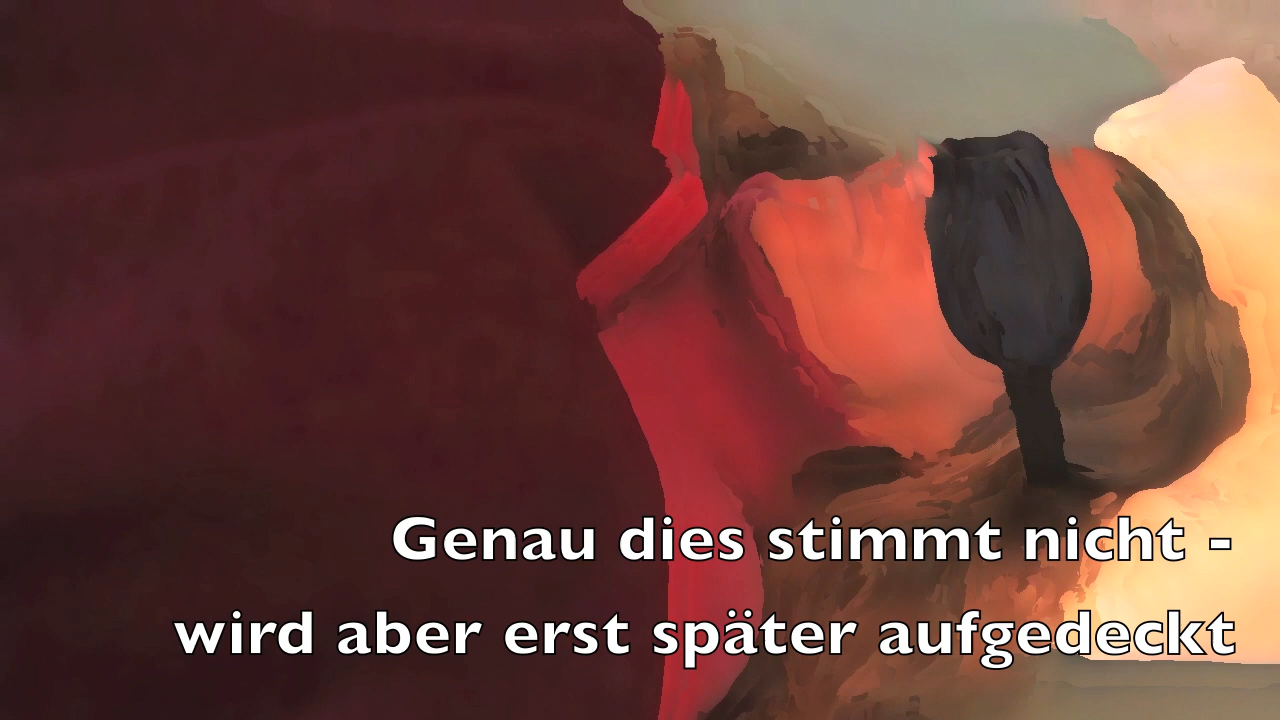 Genau dies stimmt nicht -
wird aber erst später aufgedeckt